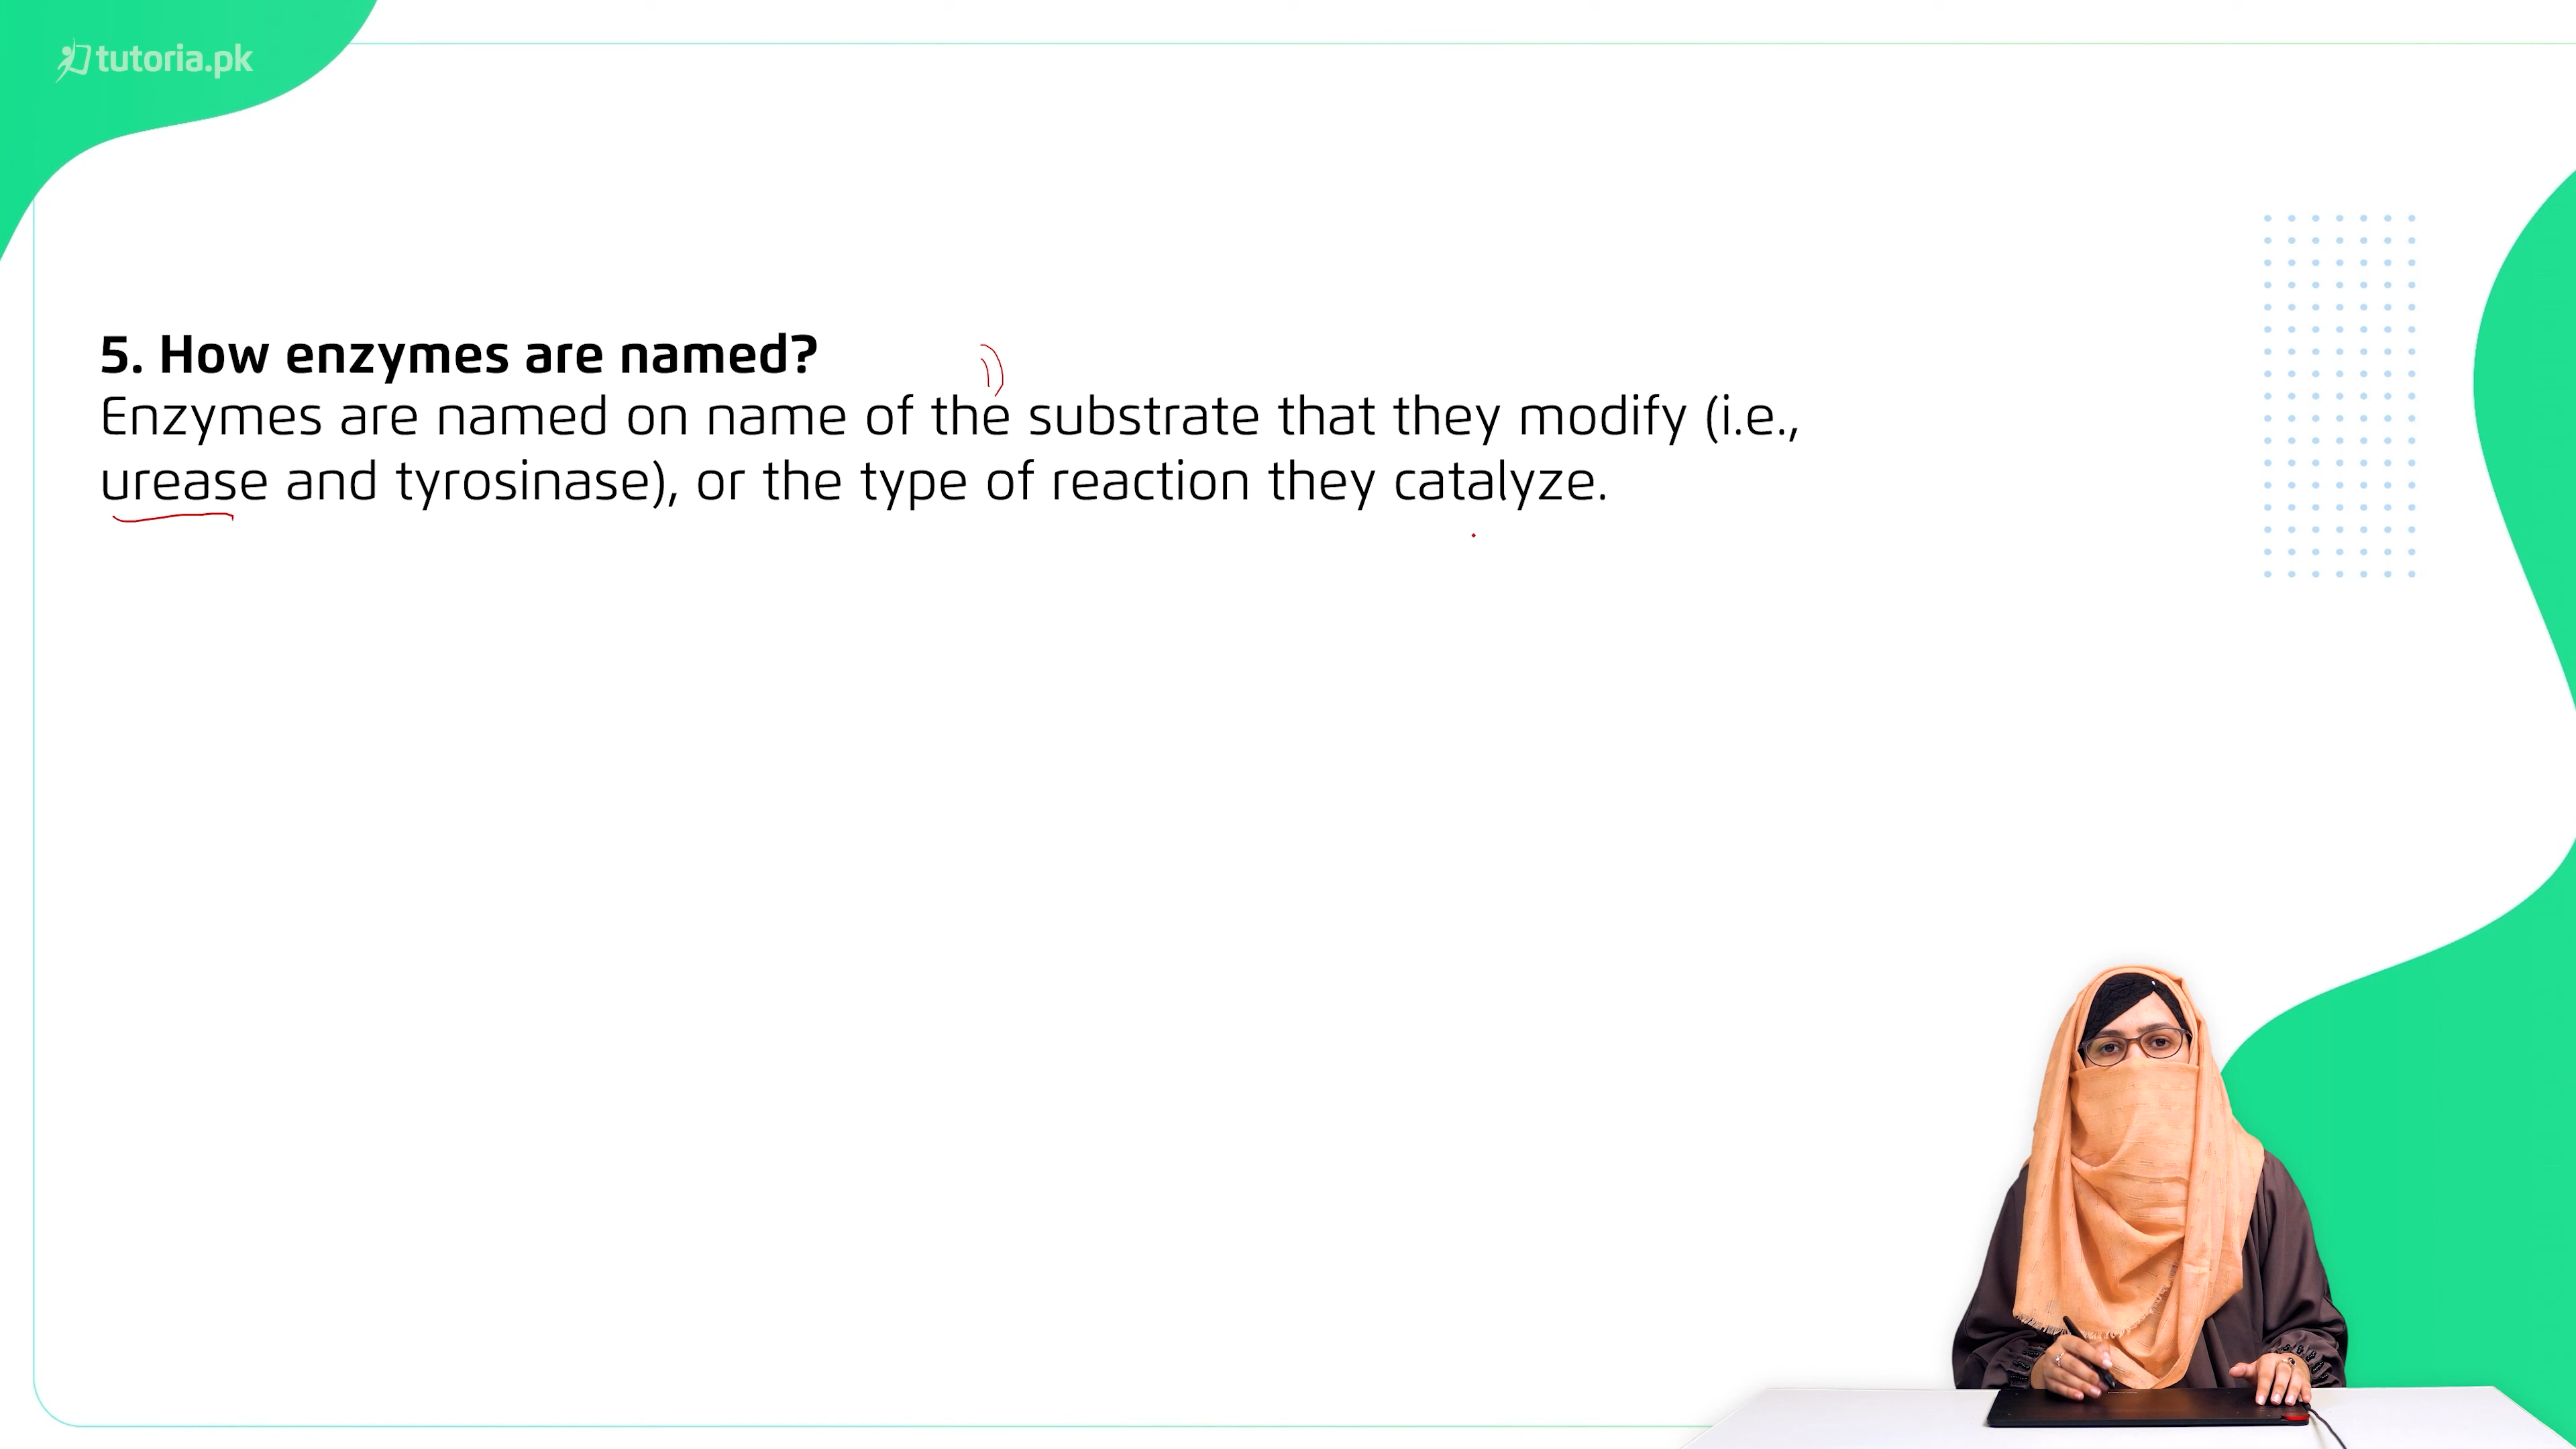 tutoria.pk
5. How enzymes are named?
Enzymes are named on name of the substrate that they modify (i.e.,
urease and tyrosinase), or the type of reaction they catalyze.